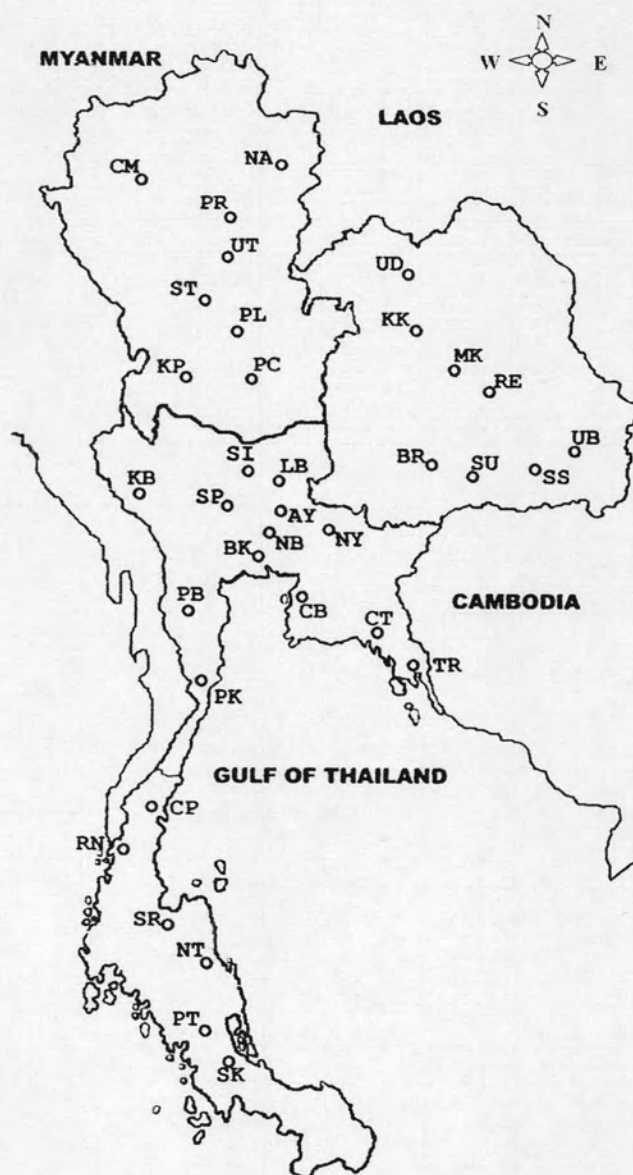 N
MYANMAR
W E
S
LAOS
NA
CM
PR
UT
UD
ST
PL
KK
MK
KP
PC
RE
SI
LB
BR
UB
KB
SU
SS
SP
AY
NB
NY
BK
CB
CAMBODIA
PB
CT
TR
PK
GULF OF THAILAND
CP
RN
SR
NT
PT
SK